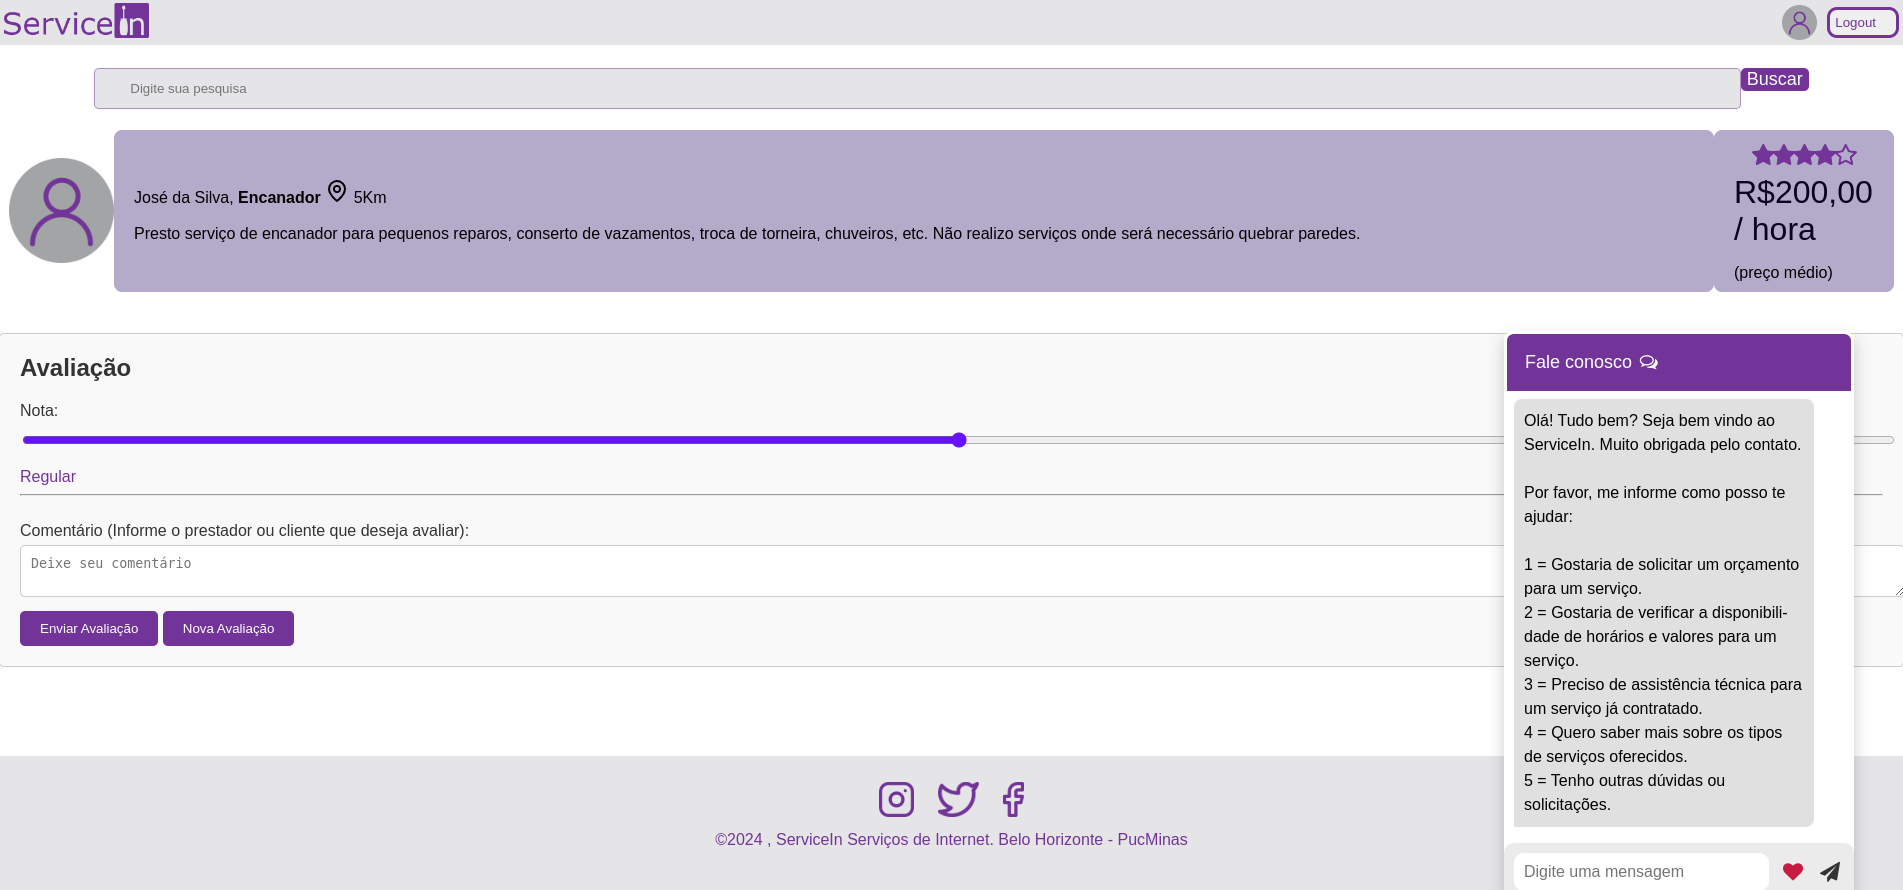 ServiceIn
Logout
Digite sua pesquisa
Buscar
José da Silva, Encanador 5Km
Presto serviço de encanador para pequenos reparos, conserto de vazamentos, troca de torneira, chuveiros, etc. Não realizo serviços onde será necessário quebrar paredes.
R$200,00
/ hora
(preço médio)
Avaliação
Nota:
Regular
Comentário (Informe o prestador ou cliente que deseja avaliar):
Deixe seu comentário
Enviar Avaliação
Nova Avaliação
Fale conosco
Olá! Tudo bem? Seja bem vindo ao
ServiceIn. Muito obrigada pelo contato.
Por favor, me informe como posso te
ajudar:
1 = Gostaria de solicitar um orçamento
para um serviço.
2 = Gostaria de verificar a disponibili-
dade de horários e valores para um
serviço.
3 = Preciso de assistência técnica para
um serviço já contratado.
4 = Quero saber mais sobre os tipos
de serviços oferecidos.
5 = Tenho outras dúvidas ou
solicitações.
Digite uma mensagem
©2024 , ServiceIn Serviços de Internet. Belo Horizonte - PucMinas